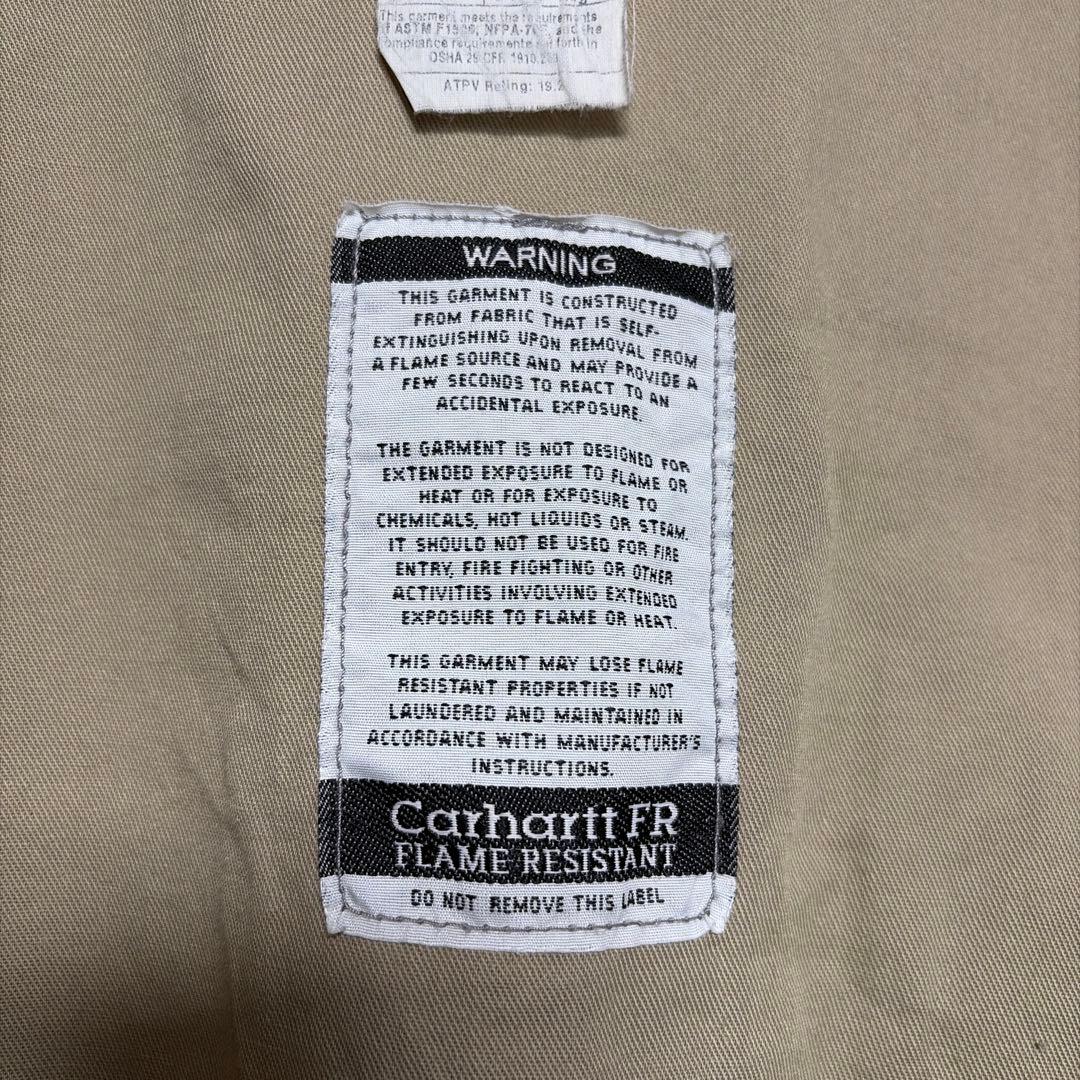 This garment meets the requirements
f ASTM F1506, NFPA-70E, and the
ompliance requirements set forth in
OSHA 29 CFR 1910.269
ATPV Rating: 18.2
WARNING
THIS GARMENT IS CONSTRUCTED
FROM FABRIC THAT IS SELF-
EXTINGUISHING UPON REMOVAL FROM
A FLAME SOURCE AND MAY PROVIDE A
FEW SECONDS TO REACT TO AN
ACCIDENTAL EXPOSURE.
THE GARMENT IS NOT DESIGNED FOR
EXTENDED EXPOSURE TO FLAME OR
HEAT OR FOR EXPOSURE TO
CHEMICALS, HOT LIQUIDS OR STEAM.
IT SHOULD NOT BE USED FOR FIRE
ENTRY, FIRE FIGHTING OR OTHER
ACTIVITIES INVOLVING EXTENDED
EXPOSURE TO FLAME OR HEAT.
THIS GARMENT MAY LOSE FLAME
RESISTANT PROPERTIES IF NOT
LAUNDERED AND MAINTAINED IN
ACCORDANCE WITH MANUFACTURER'S
INSTRUCTIONS.
Carhartt FR
FLAME RESISTANT
DO NOT REMOVE THIS LABEL